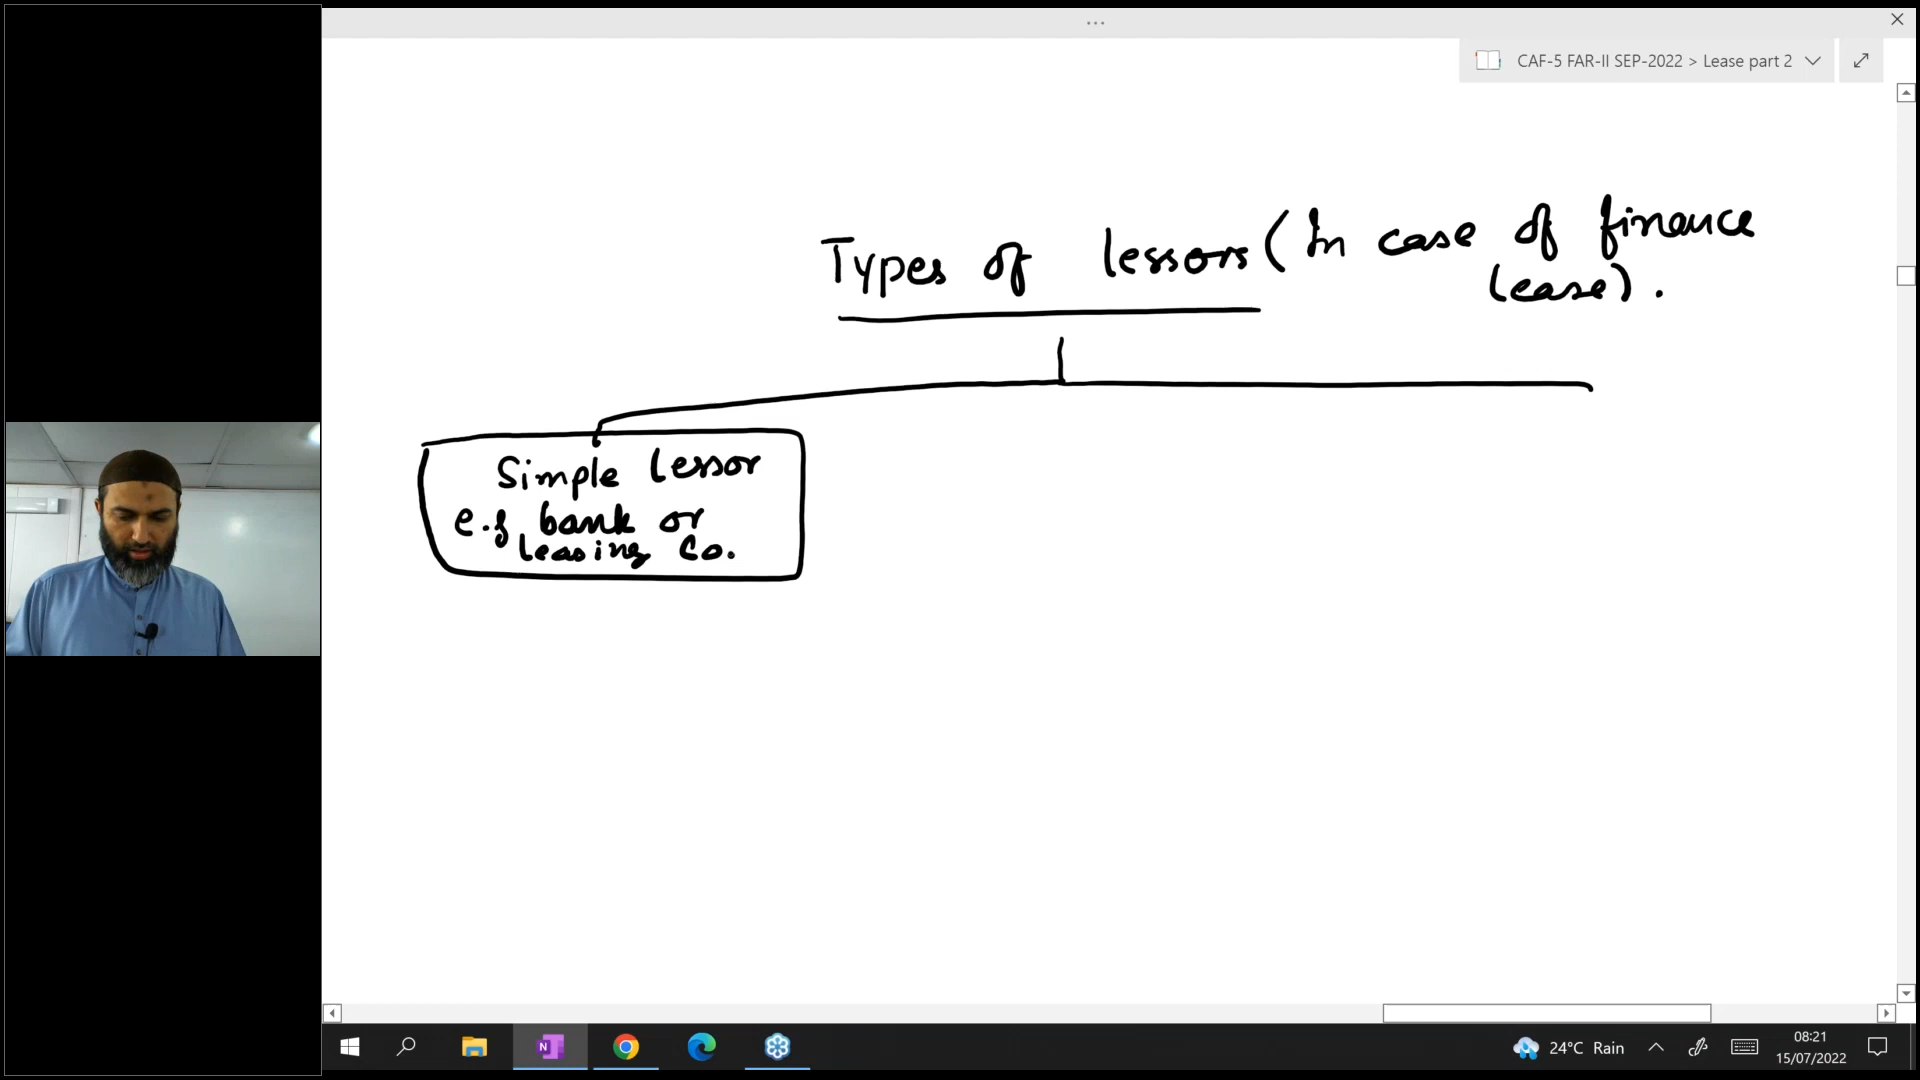 CAF-5 FAR-II SEP-2022 > Lease part 2
Types of lessors (In case of finance
lease).
Simple lessor
e.g bank or
leasing Co.
24°C Rain
08:21
15/07/2022